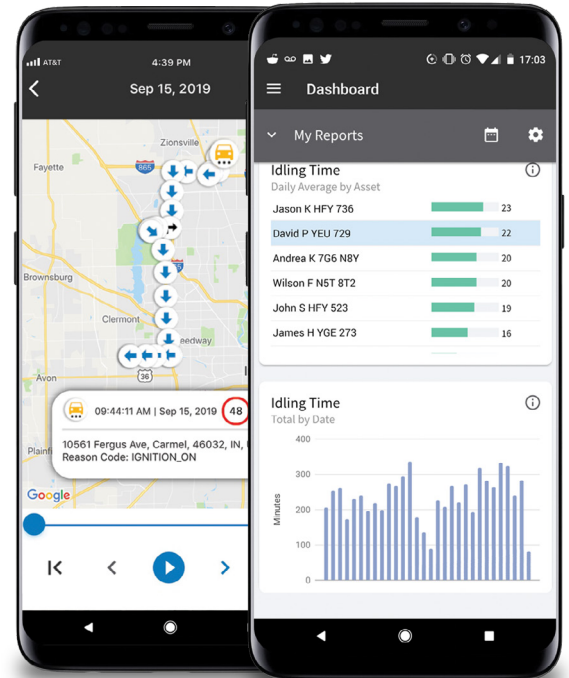 AT&T 4:39 PM
Sep 15, 2019
Zionsville
865
Fayette
Brownsburg
Clermont
eedway
36
Avon
09:44:11 AM | Sep 15, 2019 48
Plainfi
10561 Fergus Ave, Carmel, 46032, IN,
Reason Code: IGNITION_ON
Google
17:03
Dashboard
My Reports
Idling Time
Daily Average by Asset
Jason K HFY 736 23
David P YEU 729 22
Andrea K 7G6 N8Y 20
Wilson F N5T 8T2 20
John S HFY 523 19
James H YGE 273 16
Idling Time
Total by Date
400
300
200
100
0
Minutes